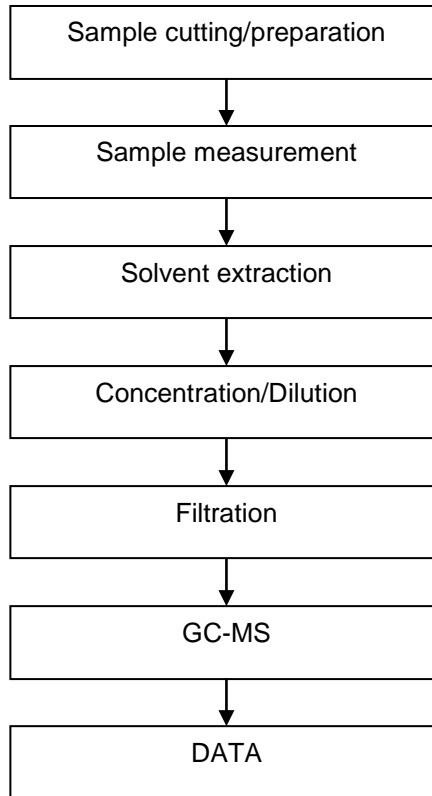 Sample cutting/preparation
Sample measurement
Solvent extraction
Concentration/Dilution
Filtration
GC-MS
DATA